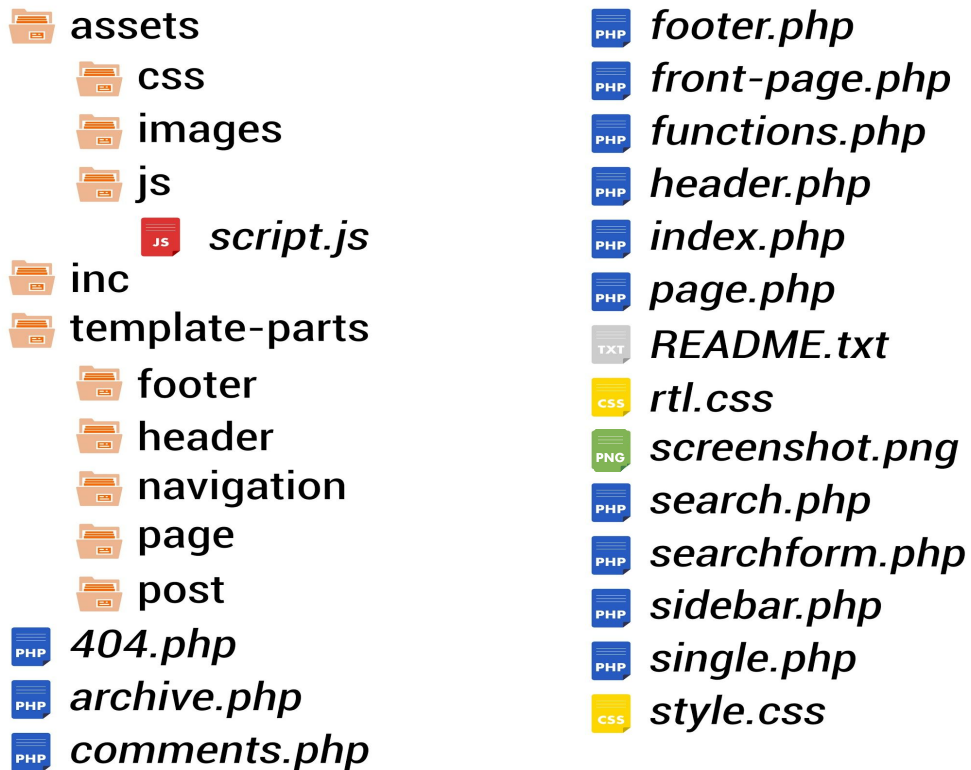 assets
css
images
js
JS script.js
inc
template-parts
footer
header
navigation
page
post
PHP 404.php
PHP archive.php
PHP comments.php
PHP footer.php
PHP front-page.php
PHP functions.php
PHP header.php
PHP index.php
PHP page.php
TXT README.txt
CSS rtl.css
PNG screenshot.png
PHP search.php
PHP searchform.php
PHP sidebar.php
PHP single.php
CSS style.css